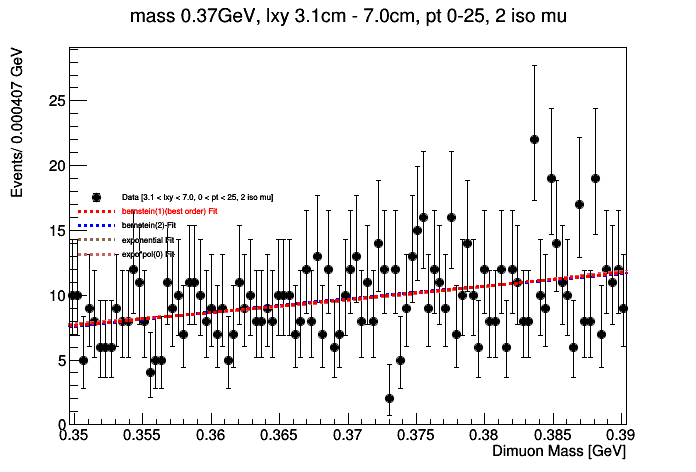 mass 0.37GeV, lxy 3.1cm - 7.0cm, pt 0-25, 2 iso mu
Events/ 0.000407 GeV
25
20
15
10
5
0
Data [3.1 < lxy < 7.0, 0 < pt < 25, 2 iso mu]
bernstein(1)(best order) Fit
bernstein(2)-Fit
exponential Fit
expo*pol(0) Fit
0.35 0.355 0.36 0.365 0.37 0.375 0.38 0.385 0.39
Dimuon Mass [GeV]